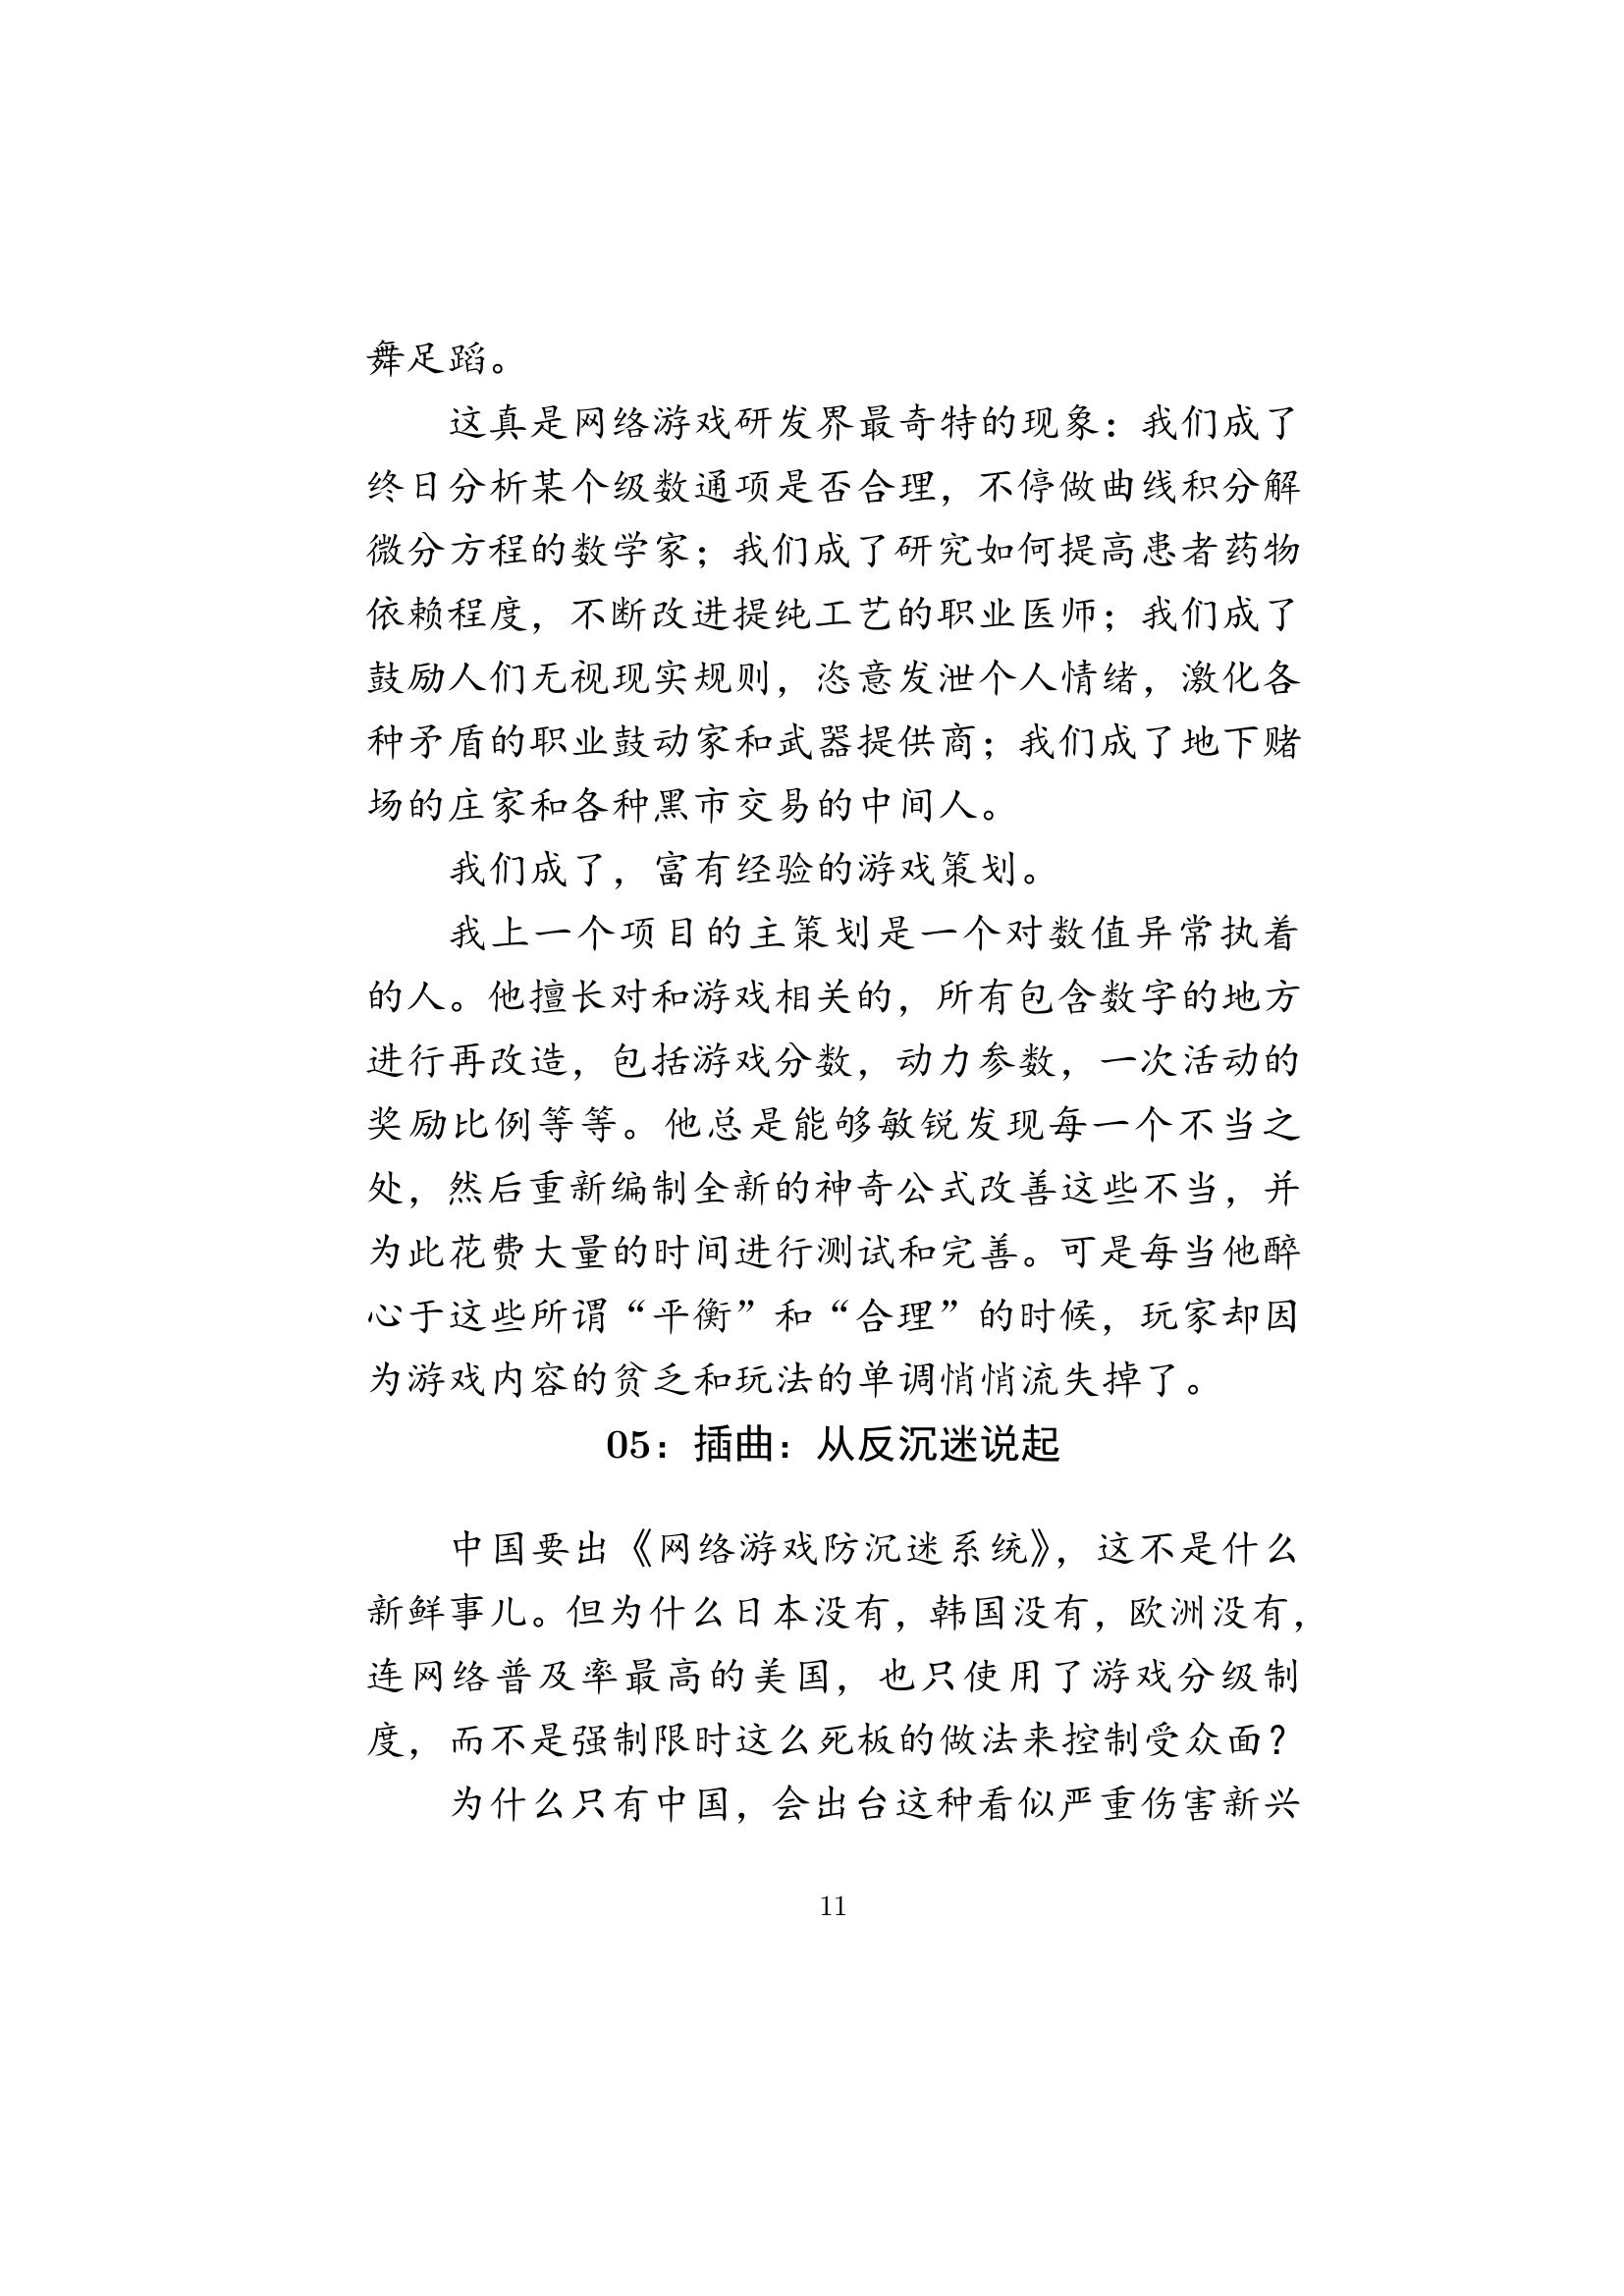 舞足蹈。
这真是网络游戏研发界最奇特的现象：我们成了
终日分析某个级数通项是否合理，不停做曲线积分解
微分方程的数学家；我们成了研究如何提高患者药物
依赖程度，不断改进提纯工艺的职业医师；我们成了
鼓励人们无视现实规则，恣意发泄个人情绪，激化各
种矛盾的职业鼓动家和武器提供商；我们成了地下赌
场的庄家和各种黑市交易的中间人。
我们成了，富有经验的游戏策划。
我上一个项目的主策划是一个对数值异常执着
的人。他擅长对和游戏相关的，所有包含数字的地方
进行再改造，包括游戏分数，动力参数，一次活动的
奖励比例等等。他总是能够敏锐发现每一个不当之
处，然后重新编制全新的神奇公式改善这些不当，并
为此花费大量的时间进行测试和完善。可是每当他醉
心于这些所谓“平衡”和“合理”的时候，玩家却因
为游戏内容的贫乏和玩法的单调悄悄流失掉了。
05：插曲：从反沉迷说起
中国要出《网络游戏防沉迷系统》，这不是什么
新鲜事儿。但为什么日本没有，韩国没有，欧洲没有，
连网络普及率最高的美国，也只使用了游戏分级制
度，而不是强制限时这么死板的做法来控制受众面？
为什么只有中国，会出台这种看似严重伤害新兴
11